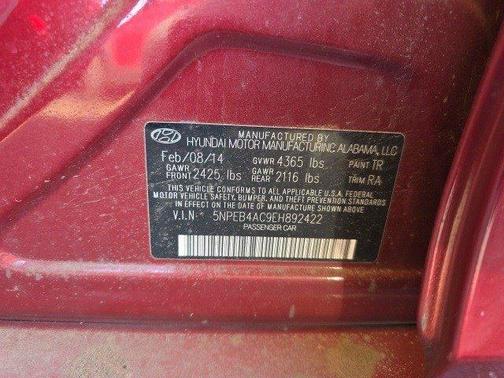 MANUFACTURED BY
HYUNDAI MOTOR MANUFACTURING ALABAMA, LLC
Feb/08/14 GVWR 4365 lbs PAINT TR
GAWR FRONT 2425 lbs GAWR REAR 2116 lbs TRIM RA
THIS VEHICLE CONFORMS TO ALL APPLICABLE U.S.A. FEDERAL
MOTOR VEHICLE SAFETY, BUMPER, AND THEFT PREVENTION STANDARDS
IN EFFECT ON THE DATE OF MANUFACTURE SHOWN ABOVE.
V.I.N: 5NPEB4AC9EH892422
PASSENGER CAR